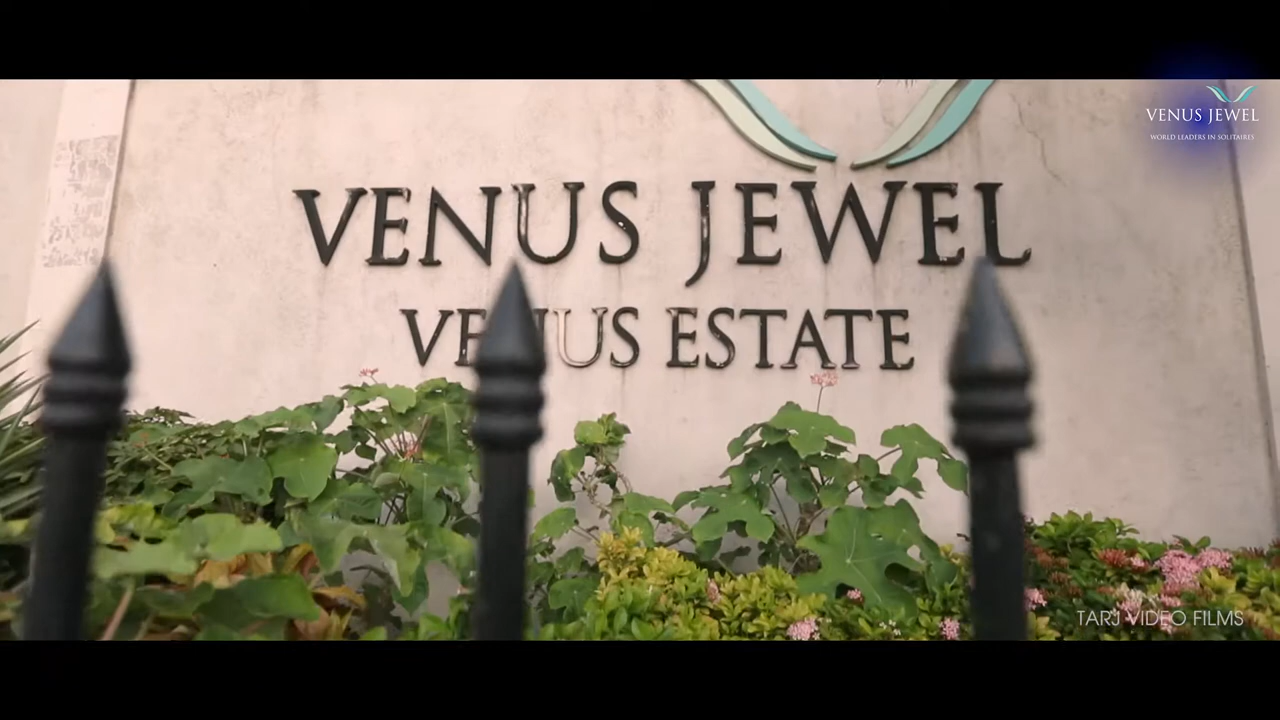 VENUS JEWEL
WORLD LEADERS IN SOLITAIRES
VENUS JEWEL
VENUS ESTATE
TARJ VIDEO FILMS